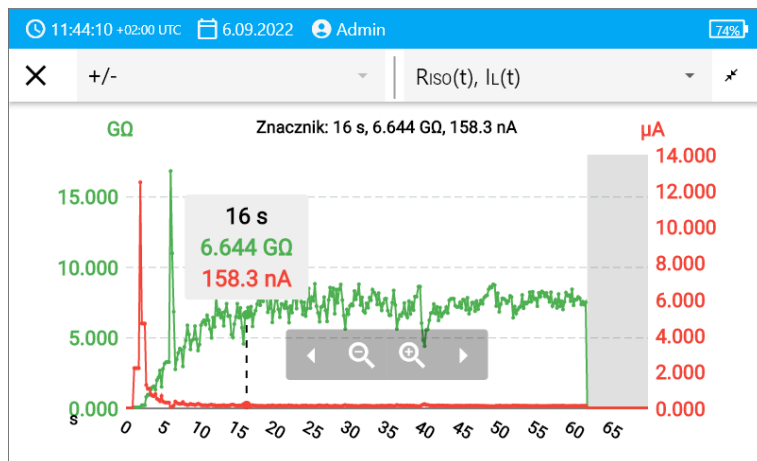 11:44:10 +02:00 UTC 6.09.2022 Admin 74%
+/- RISO(t), IL(t)
GΩ Znacznik: 16 s, 6.644 GΩ, 158.3 nA µA
14.000
15.000 12.000
16 s
10.000
6.644 GΩ
10.000 8.000
158.3 nA
6.000
5.000 4.000
2.000
0.000 0.000
s
0 5 10 15 20 25 30 35 40 45 50 55 60 65